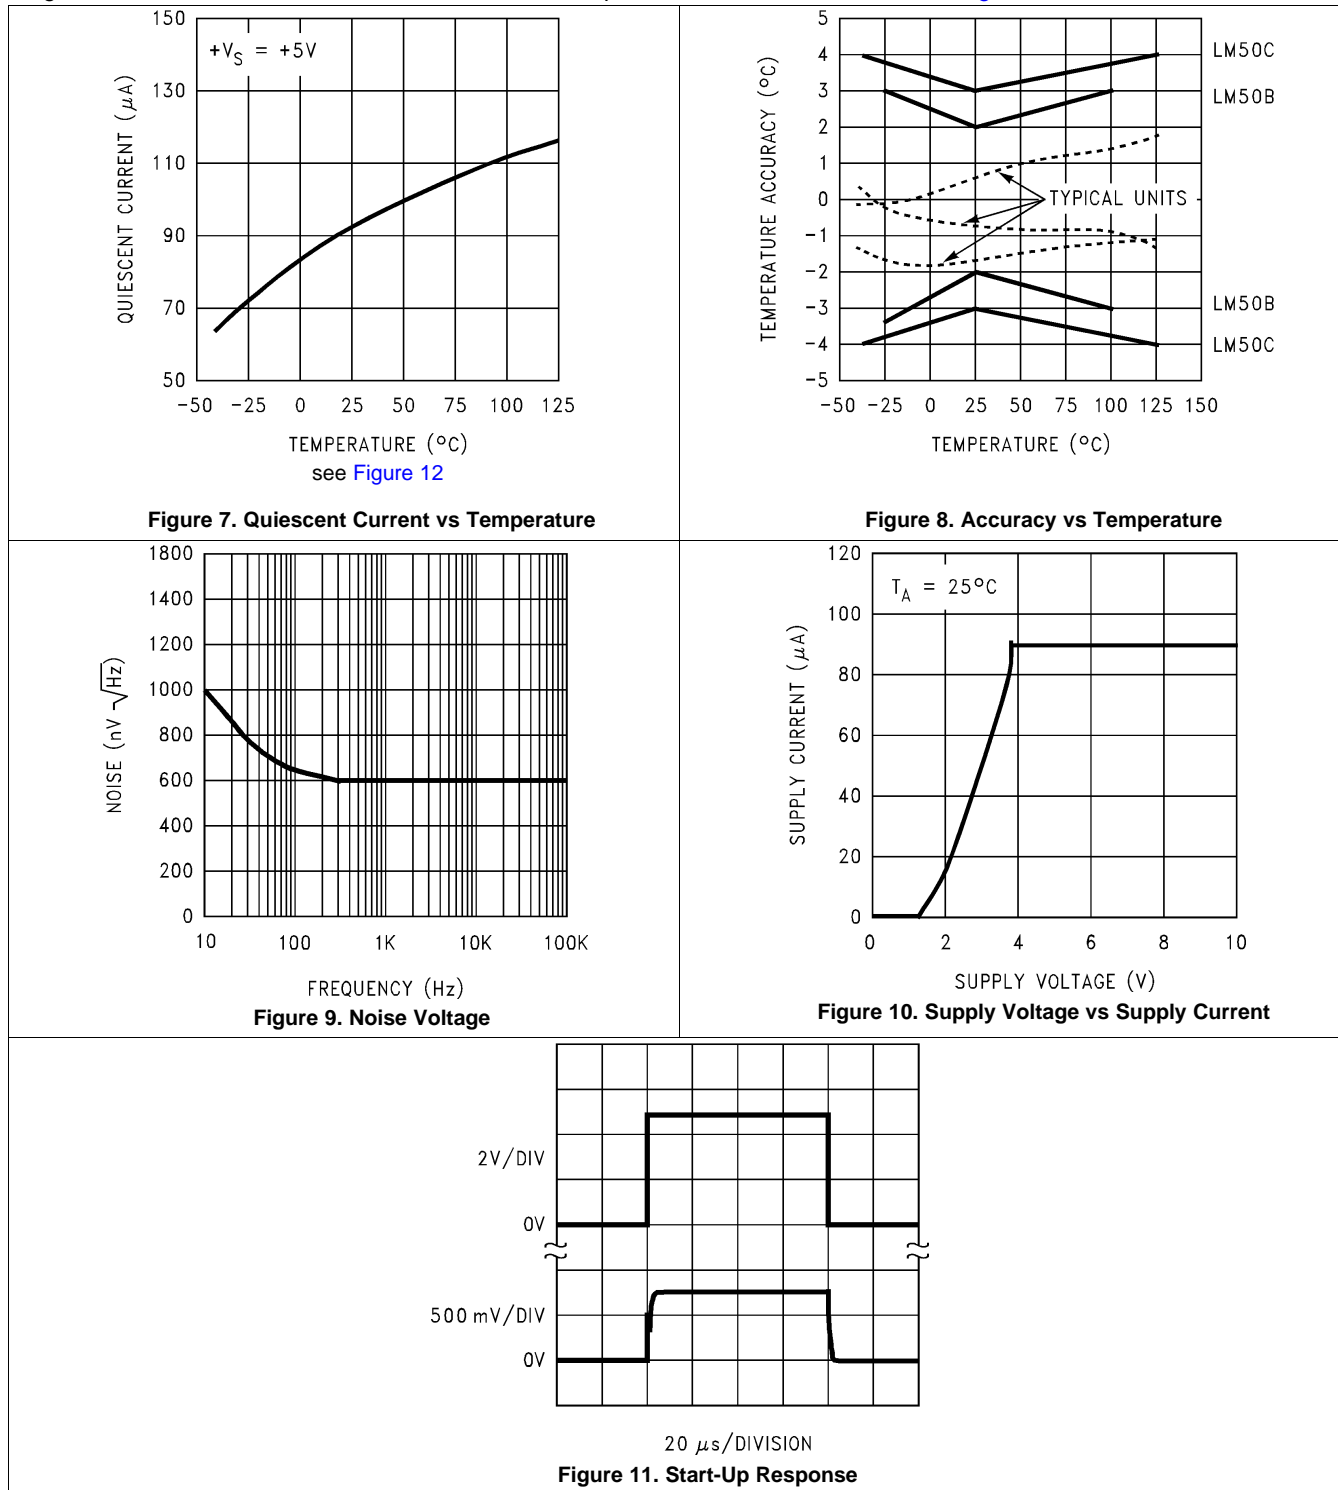 150
130
110
90
70
50
+VS = +5V
QUIESCENT CURRENT (μA)
-50 -25 0 25 50 75 100 125
TEMPERATURE (°C)
see Figure 12
Figure 7. Quiescent Current vs Temperature
5
4
3
2
1
0
-1
-2
-3
-4
-5
TEMPERATURE ACCURACY (°C)
LM50C
LM50B
TYPICAL UNITS
LM50B
LM50C
-50 -25 0 25 50 75 100 125 150
TEMPERATURE (°C)
Figure 8. Accuracy vs Temperature
1800
1400
1200
1000
800
600
400
200
0
NOISE (nV -√Hz)
10 100 1K 10K 100K
FREQUENCY (Hz)
Figure 9. Noise Voltage
120
100
80
60
40
20
0
TA = 25°C
SUPPLY CURRENT (μA)
0 2 4 6 8 10
SUPPLY VOLTAGE (V)
Figure 10. Supply Voltage vs Supply Current
2V/DIV
0V
500 mV/DIV
0V
20 μs/DIVISION
Figure 11. Start-Up Response